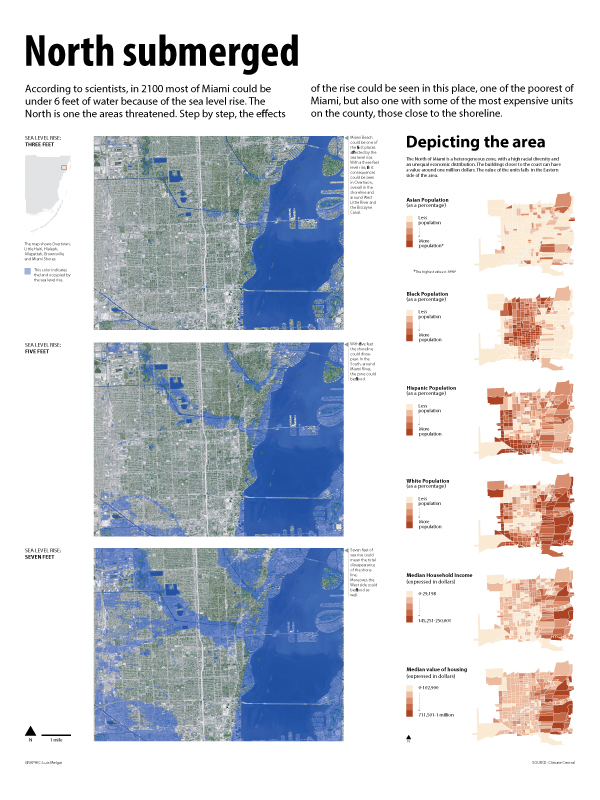 North submerged
According to scientists, in 2100 most of Miami could be
under 6 feet of water because of the sea level rise. The
North is one the areas threatened. Step by step, the effects
of the rise could be seen in this place, one of the poorest of
Miami, but also one with some of the most expensive units
on the county, those close to the shoreline.
SEA LEVEL RISE:
THREE FEET
The map shows Overtown,
Little Haiti, Hialeah,
Allapattah, Brownsville
and Miami Shores.
This color indicates
the land occupied by
the sea level rise.
Miami Beach
could be one of
the first places
affected by the
sea level rise.
With a three feet
level rise, first
consequences
could be seen
in Overtown,
overall in the
shoreline and
around West
Little River and
the Biscayne
Canal.
SEA LEVEL RISE:
FIVE FEET
With five feet
the shoreline
could disap-
pear. In the
South, around
Miami River,
the zone could
be flooded.
SEA LEVEL RISE:
SEVEN FEET
Seven feet of
sea rise could
mean the total
disappearance
of the shore
line.
Meanwhile, the
West side could
be flooded as
well.
N
1 mile
Depicting the area
The North of Miami is a heterogeneous zone, with a high racial diversity and
an unequal economic distribution. The buildings closer to the coast can have
a value around one million dollars. The value of the units falls in the Eastern
side of the area.
Asian Population
(as a percentage)
Less
population
More
population*
*The highest value is
Black Population
(as a percentage)
Less
population
More
population
Hispanic Population
(as a percentage)
Less
population
More
population
White Population
(as a percentage)
Less
population
More
population
Median Household Income
(expressed in dollars)
0-29,198
145,251-250,001
Median value of housing
(expressed in dollars)
0-102,900
711,501-1 million
N
GRAPHIC: Luis Melgar
SOURCE: Climate Central